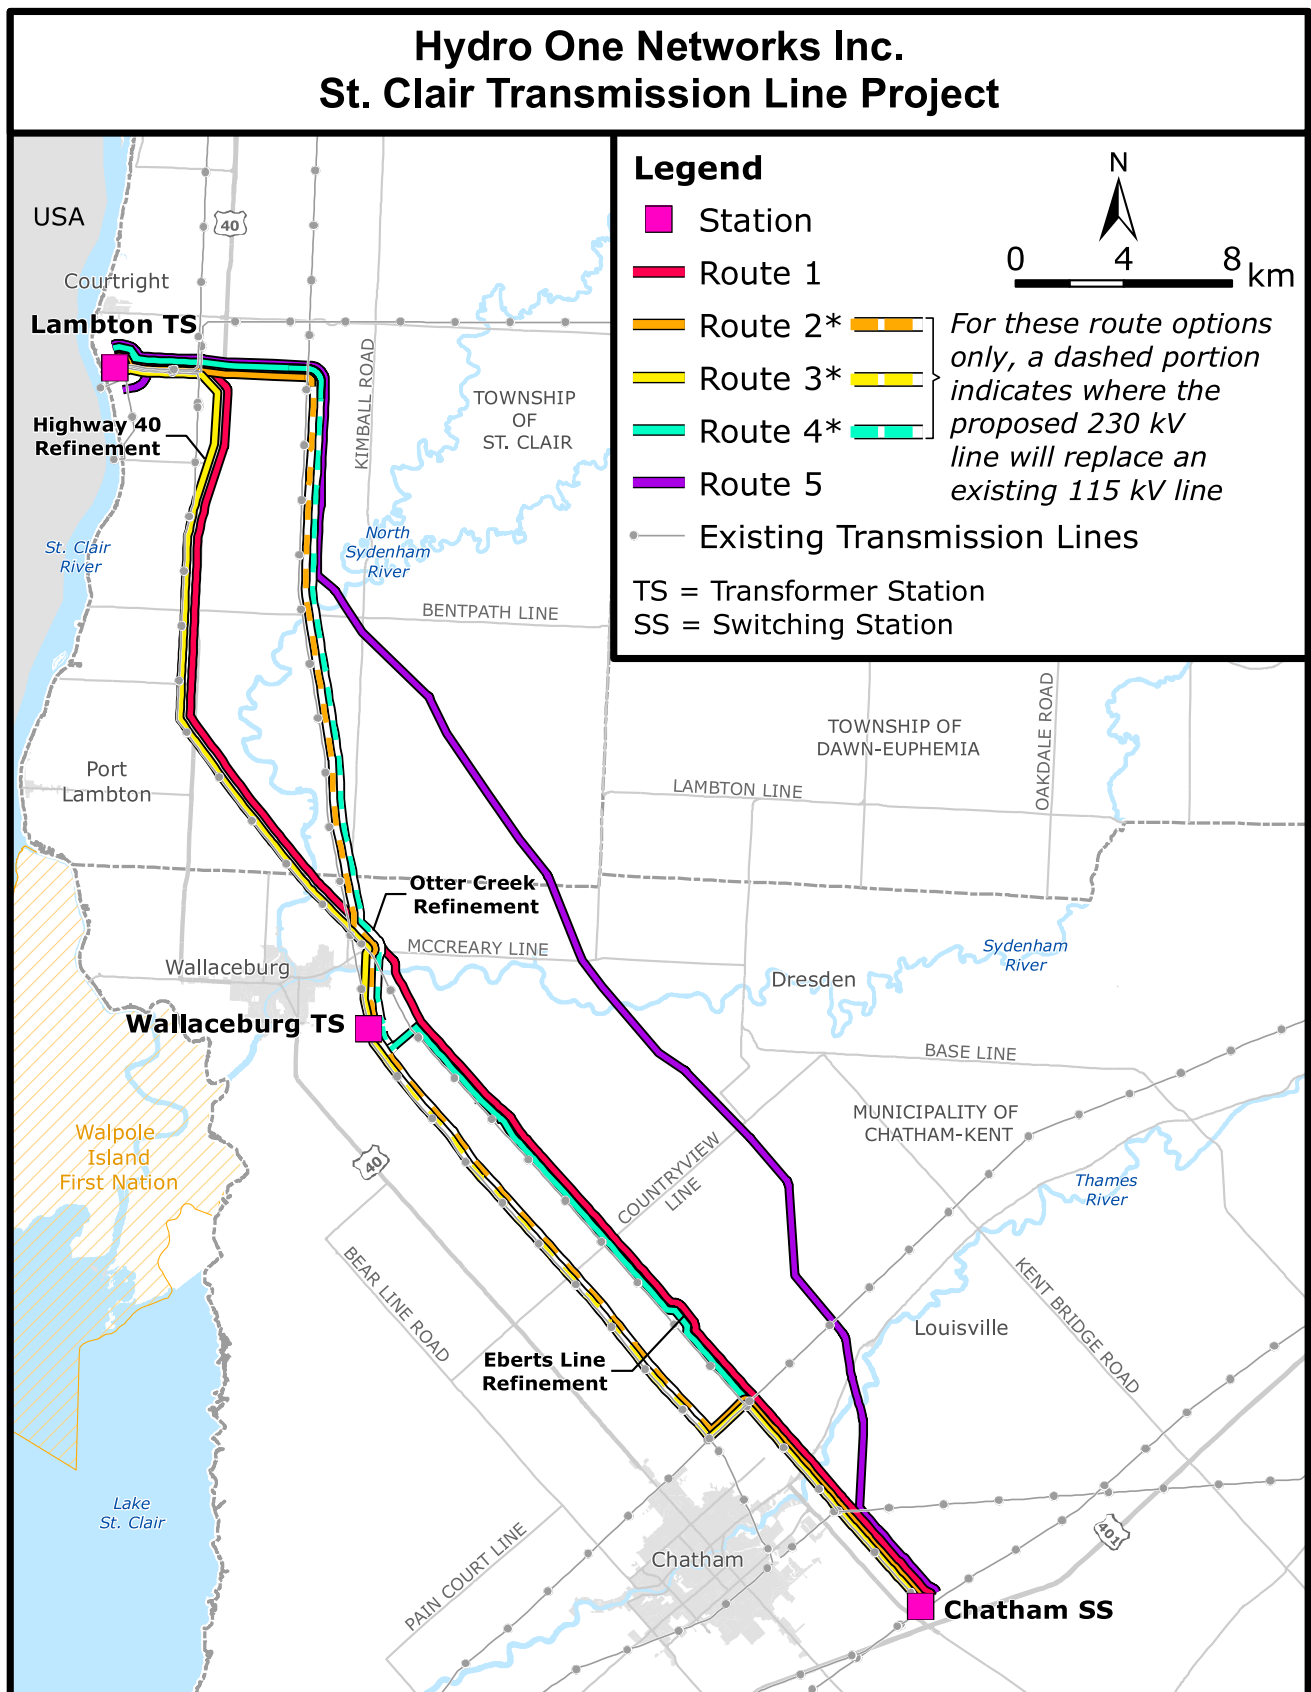 Hydro One Networks Inc.
St. Clair Transmission Line Project
Legend
Station
Route 1
Route 2*
Route 3*
Route 4*
Route 5
Existing Transmission Lines
TS = Transformer Station
SS = Switching Station
For these route options
only, a dashed portion
indicates where the
proposed 230 kV
line will replace an
existing 115 kV line
N
0 4 8 km
USA
40
Courtright
Lambton TS
Highway 40
Refinement
KIMBALL ROAD
TOWNSHIP
OF
ST. CLAIR
St. Clair
River
North
Sydenham
River
BENTPATH LINE
TOWNSHIP OF
DAWN-EUPHEMIA
OAKDALE ROAD
LAMBTON LINE
Port
Lambton
Otter Creek
Refinement
MCCREARY LINE
Wallaceburg
Sydenham
River
Dresden
Wallaceburg TS
BASE LINE
MUNICIPALITY OF
CHATHAM-KENT
Walpole
Island
First Nation
40
COUNTRYVIEW
LINE
Thames
River
BEAR LINE ROAD
KENT BRIDGE ROAD
Louisville
Eberts Line
Refinement
Lake
St. Clair
401
PAIN COURT LINE
Chatham
Chatham SS